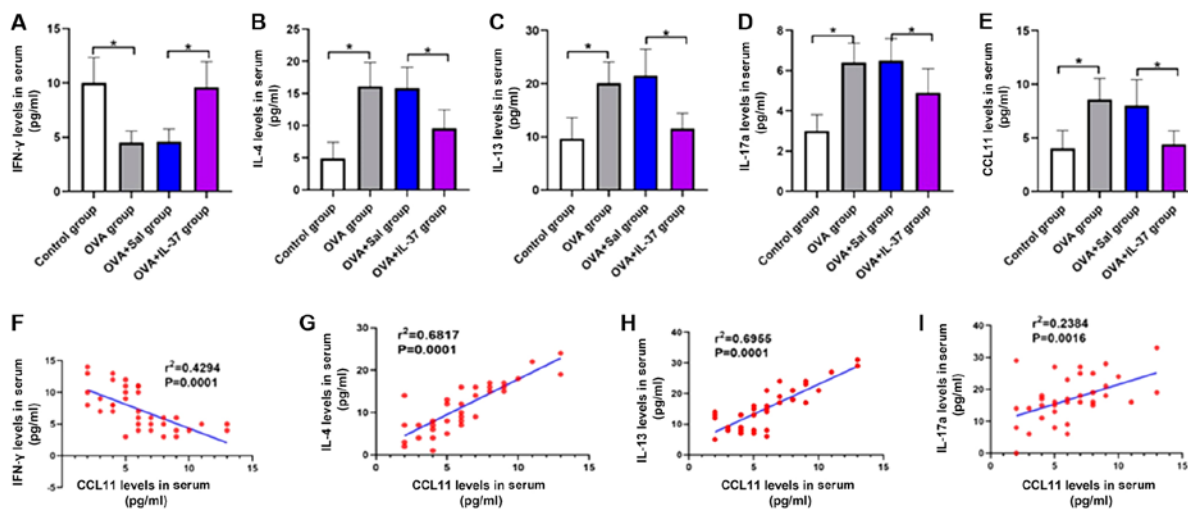 A
IFN-γ levels in serum
(pg/ml)
15
10
5
0
*
*
Control group
OVA group
OVA+Sal group
OVA+IL-37 group
B
IL-4 levels in serum
(pg/ml)
25
20
15
10
5
0
*
*
Control group
OVA group
OVA+Sal group
OVA+IL-37 group
C
IL-13 levels in serum
(pg/ml)
30
20
10
0
*
*
Control group
OVA group
OVA+Sal group
OVA+IL-37 group
D
IL-17a levels in serum
(pg/ml)
8
6
4
2
0
*
*
Control group
OVA group
OVA+Sal group
OVA+IL-37 group
E
CCL11 levels in serum
(pg/ml)
15
10
5
0
*
*
Control group
OVA group
OVA+Sal group
OVA+IL-37 group
F
IFN-γ levels in serum
(pg/ml)
15
10
5
0
-5
r²=0.4294
P=0.0001
5
10
15
CCL11 levels in serum
(pg/ml)
G
IL-4 levels in serum
(pg/ml)
30
20
10
0
r²=0.6817
P=0.0001
0
5
10
15
CCL11 levels in serum
(pg/ml)
H
IL-13 levels in serum
(pg/ml)
40
30
20
10
0
r²=0.6955
P=0.0001
0
5
10
15
CCL11 levels in serum
(pg/ml)
I
IL-17a levels in serum
(pg/ml)
40
30
20
10
0
r²=0.2384
P=0.0016
0
5
10
15
CCL11 levels in serum
(pg/ml)